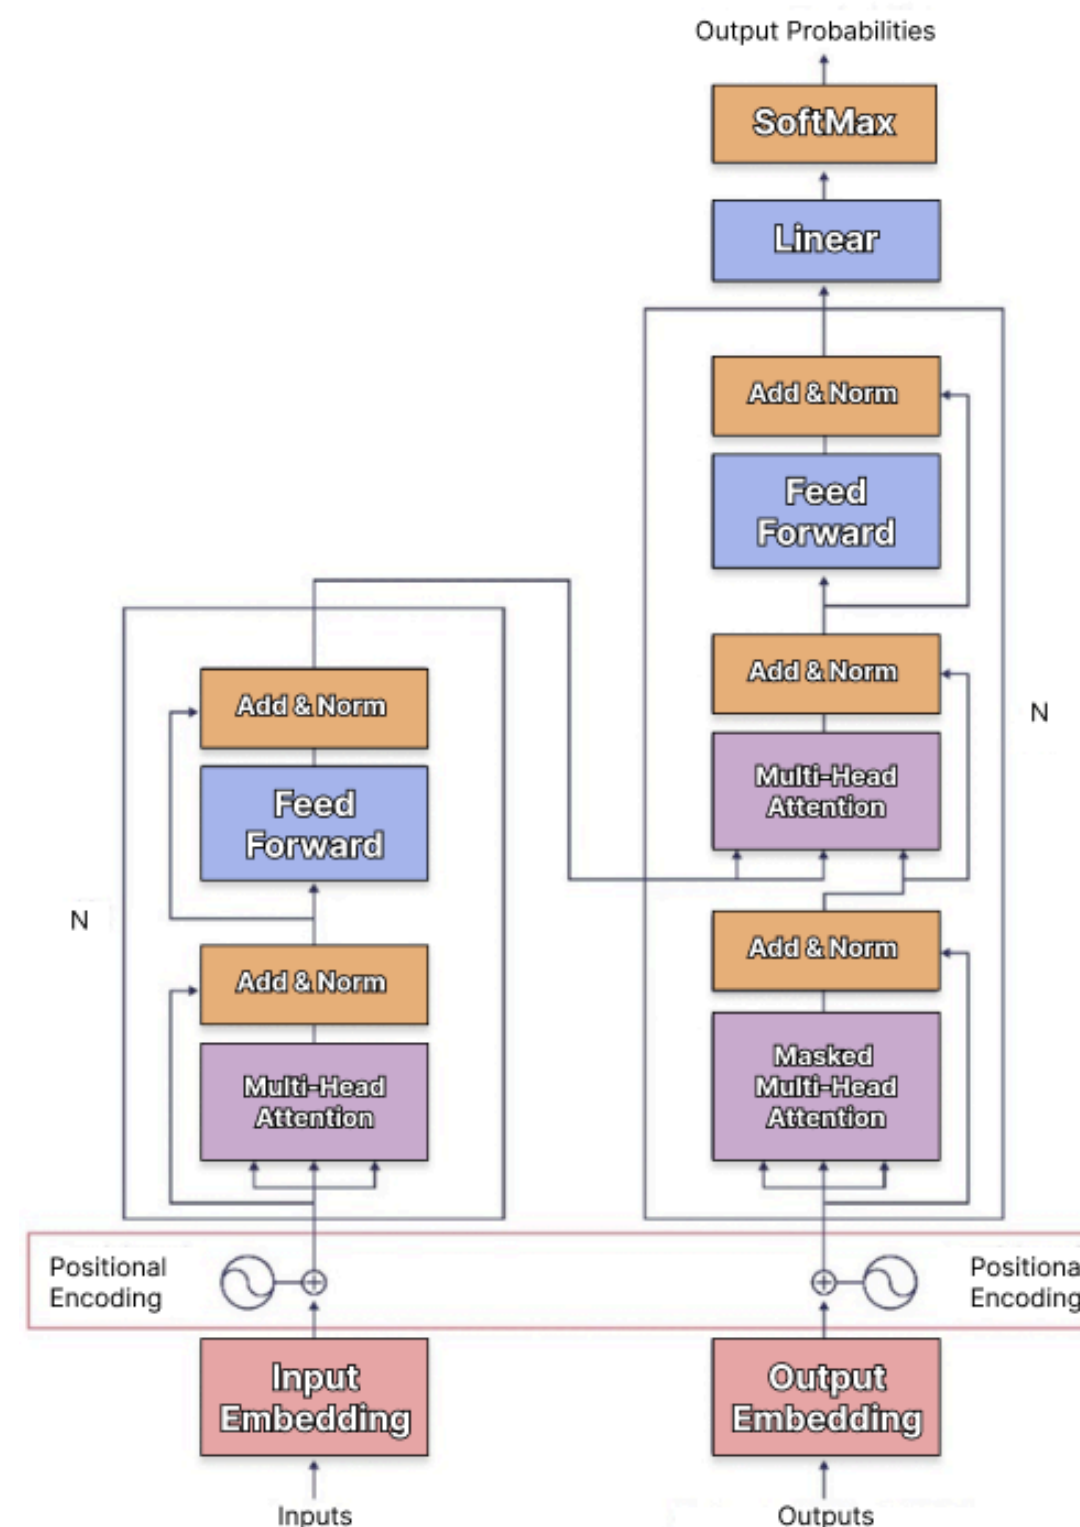 Output Probabilities
SoftMax
Linear
Add & Norm
Feed
Forward
Add & Norm
Multi-Head
Attention
Add & Norm
Masked
Multi-Head
Attention
N
Add & Norm
Feed
Forward
Add & Norm
Multi-Head
Attention
N
Positional
Encoding
Positiona
Encoding
Input
Embedding
Output
Embedding
Inputs
Outputs